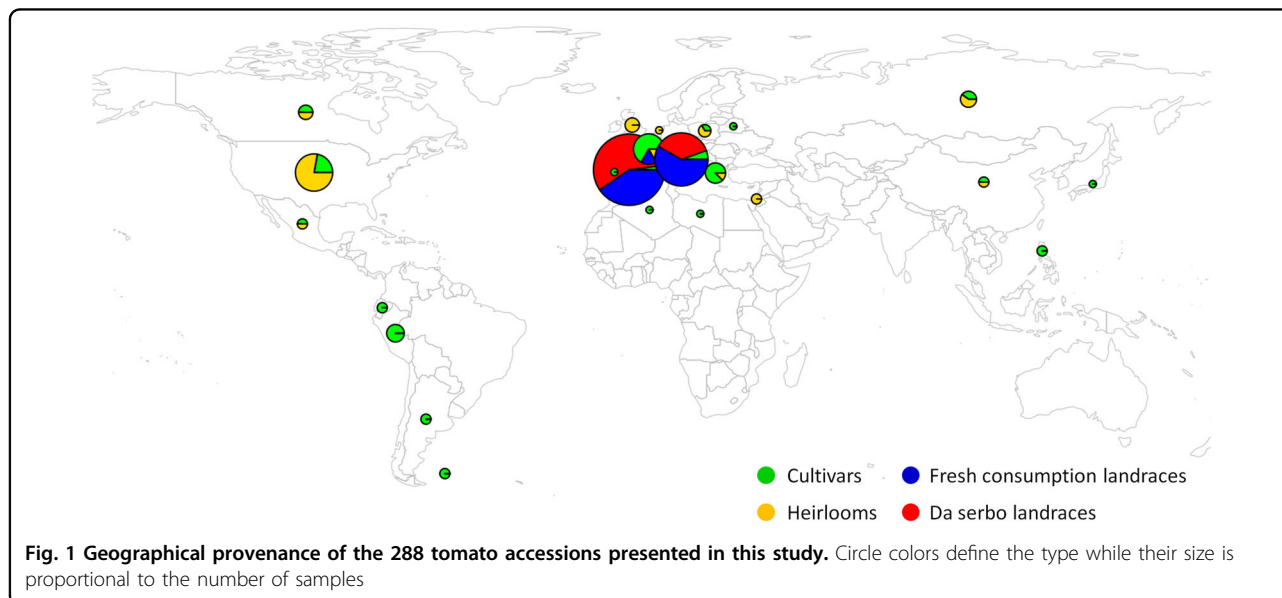 Cultivars
Fresh consumption landraces
Heirlooms
Da serbo landraces
Fig. 1 Geographical provenance of the 288 tomato accessions presented in this study. Circle colors define the type while their size is
proportional to the number of samples